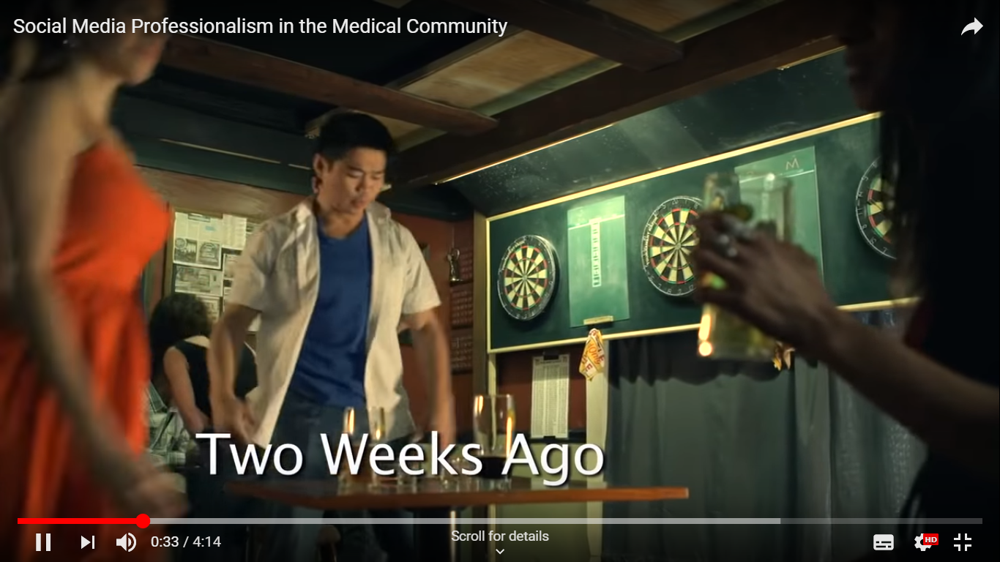 Social Media Professionalism in the Medical Community
Two Weeks Ago
Scroll for details
0:33 / 4:14
HD